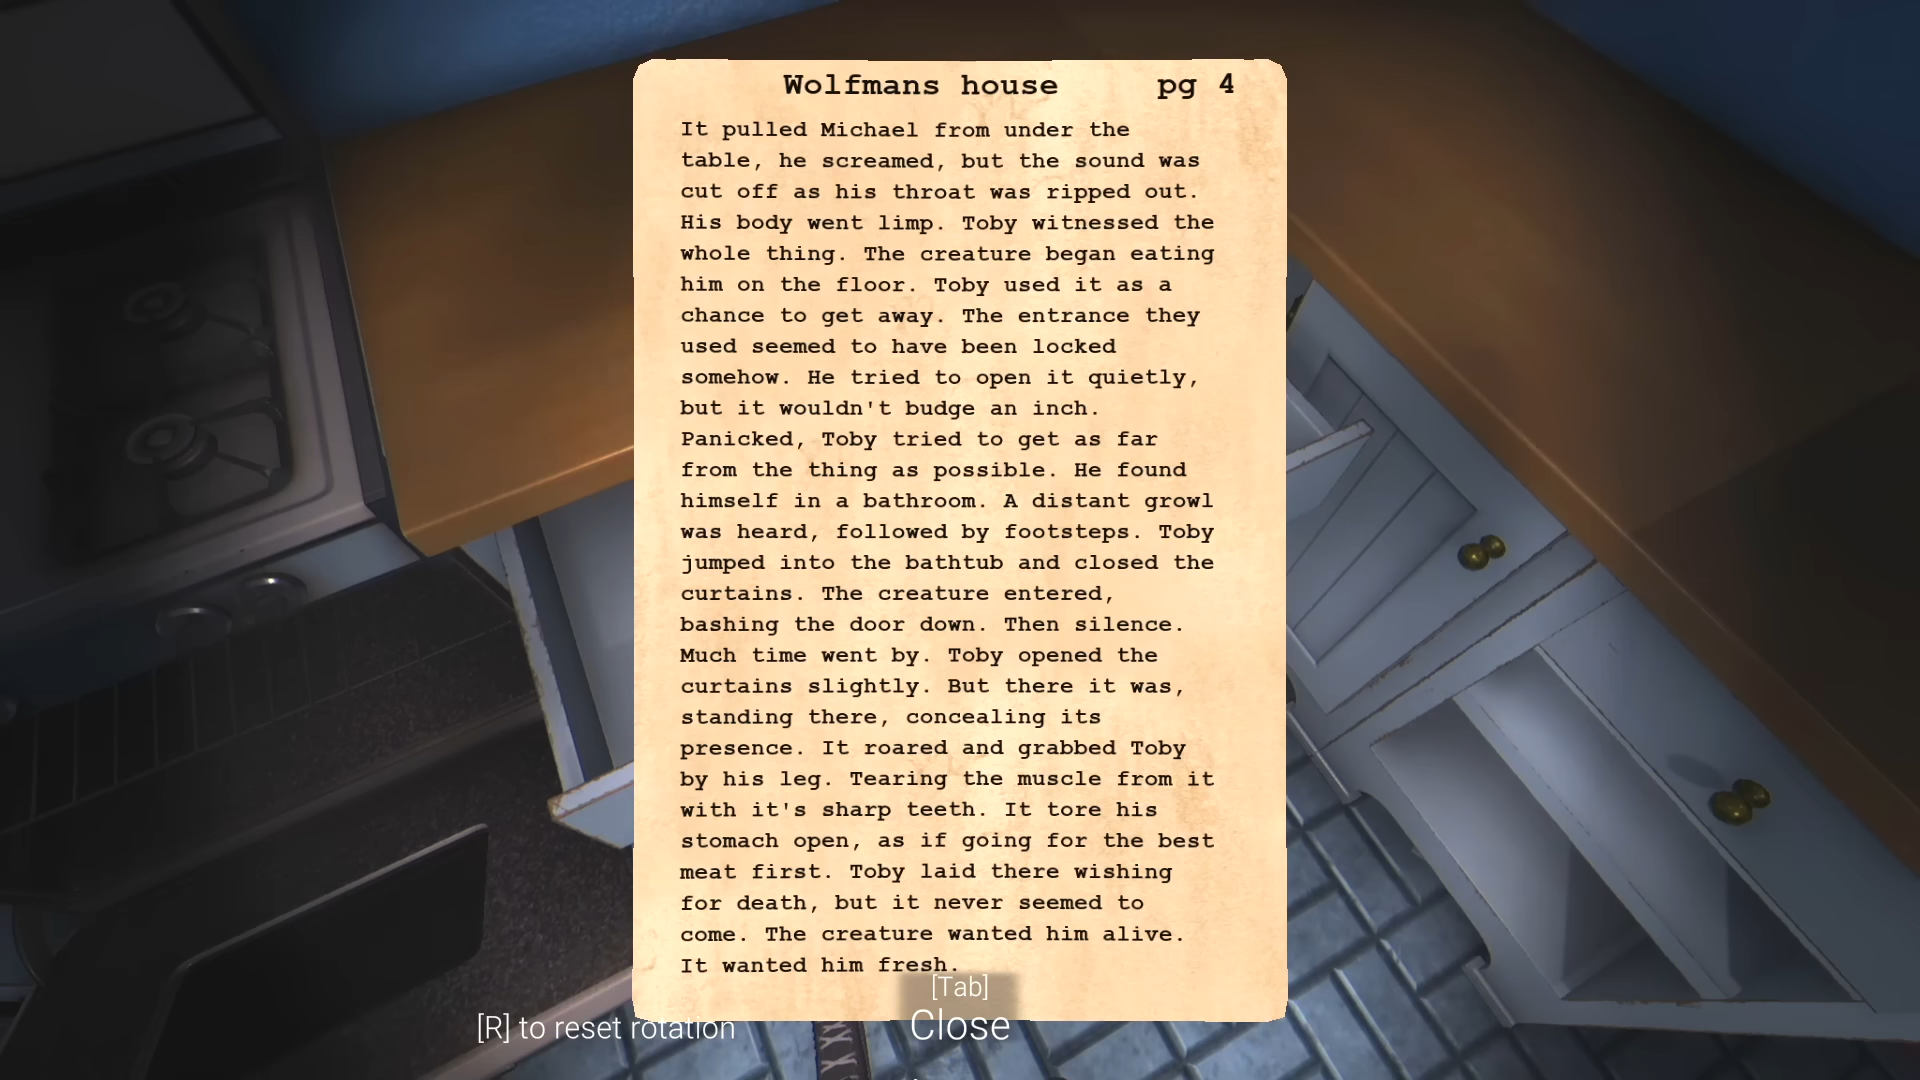 Wolfmans house pg 4
It pulled Michael from under the
table, he screamed, but the sound was
cut off as his throat was ripped out.
His body went limp. Toby witnessed the
whole thing. The creature began eating
him on the floor. Toby used it as a
chance to get away. The entrance they
used seemed to have been locked
somehow. He tried to open it quietly,
but it wouldn't budge an inch.
Panicked, Toby tried to get as far
from the thing as possible. He found
himself in a bathroom. A distant growl
was heard, followed by footsteps. Toby
jumped into the bathtub and closed the
curtains. The creature entered,
bashing the door down. Then silence.
Much time went by. Toby opened the
curtains slightly. But there it was,
standing there, concealing its
presence. It roared and grabbed Toby
by his leg. Tearing the muscle from it
with it's sharp teeth. It tore his
stomach open, as if going for the best
meat first. Toby laid there wishing
for death, but it never seemed to
come. The creature wanted him alive.
It wanted him fresh.
[Tab]
[R] to reset rotation Close